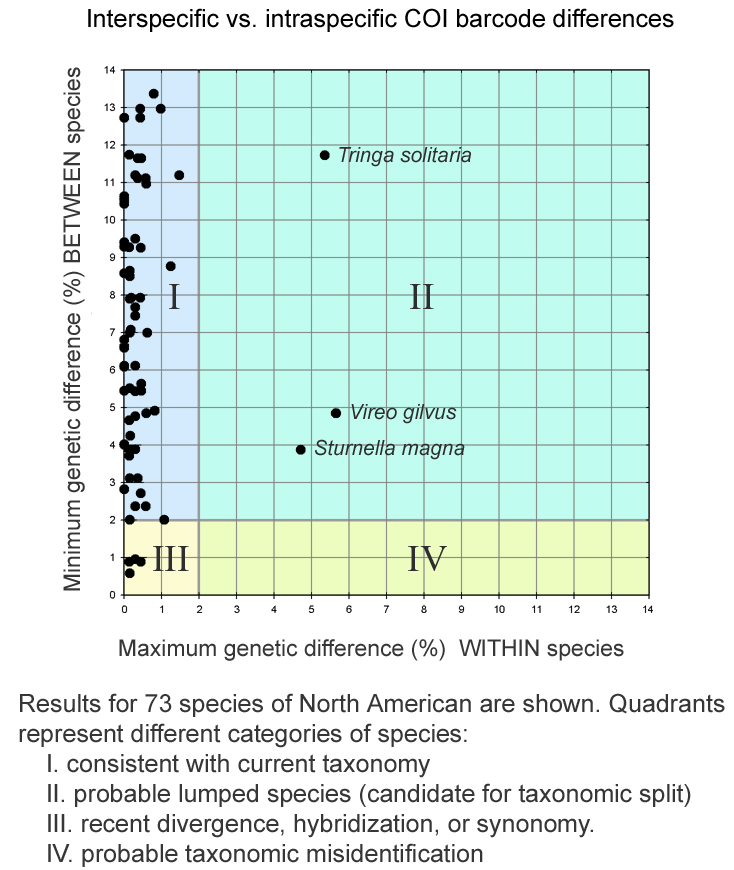 Interspecific vs. intraspecific COI barcode differences
Minimum genetic difference (%) BETWEEN species
14
13
12
11
10
9
8
7
6
5
4
3
2
1
0
Tringa solitaria
I
II
Vireo gilvus
Sturnella magna
III
IV
0 1 2 3 4 5 6 7 8 9 10 11 12 13 14
Maximum genetic difference (%) WITHIN species
Results for 73 species of North American are shown. Quadrants
represent different categories of species:
I. consistent with current taxonomy
II. probable lumped species (candidate for taxonomic split)
III. recent divergence, hybridization, or synonomy.
IV. probable taxonomic misidentification